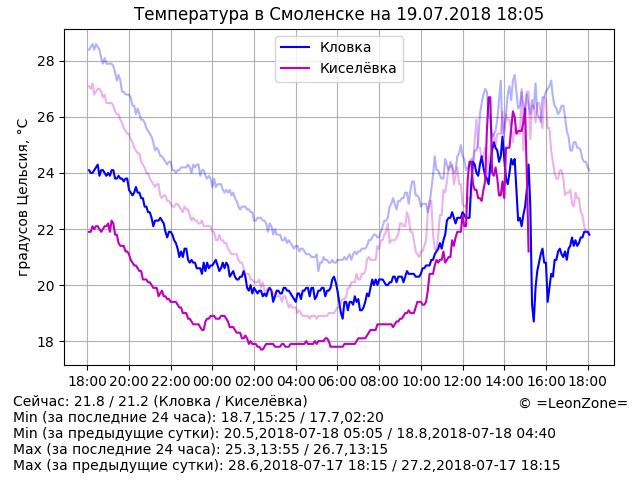 Температура в Смоленске на 19.07.2018 18:05
Кловка
Киселёвка
градусов Цельсия, °C
28
26
24
22
20
18
18:00 20:00 22:00 00:00 02:00 04:00 06:00 08:00 10:00 12:00 14:00 16:00 18:00
Сейчас: 21.8 / 21.2 (Кловка / Киселёвка)
© =LeonZone=
Min (за последние 24 часа): 18.7,15:25 / 17.7,02:20
Min (за предыдущие сутки): 20.5,2018-07-18 05:05 / 18.8,2018-07-18 04:40
Max (за последние 24 часа): 25.3,13:55 / 26.7,13:15
Max (за предыдущие сутки): 28.6,2018-07-17 18:15 / 27.2,2018-07-17 18:15